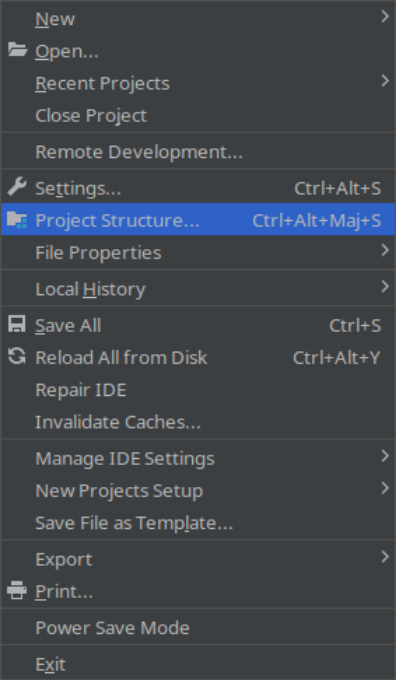 New
Open...
Recent Projects
Close Project
Remote Development...
Settings... Ctrl+Alt+S
Project Structure... Ctrl+Alt+Maj+S
File Properties
Local History
Save All Ctrl+S
Reload All from Disk Ctrl+Alt+Y
Repair IDE
Invalidate Caches...
Manage IDE Settings
New Projects Setup
Save File as Template...
Export
Print...
Power Save Mode
Exit